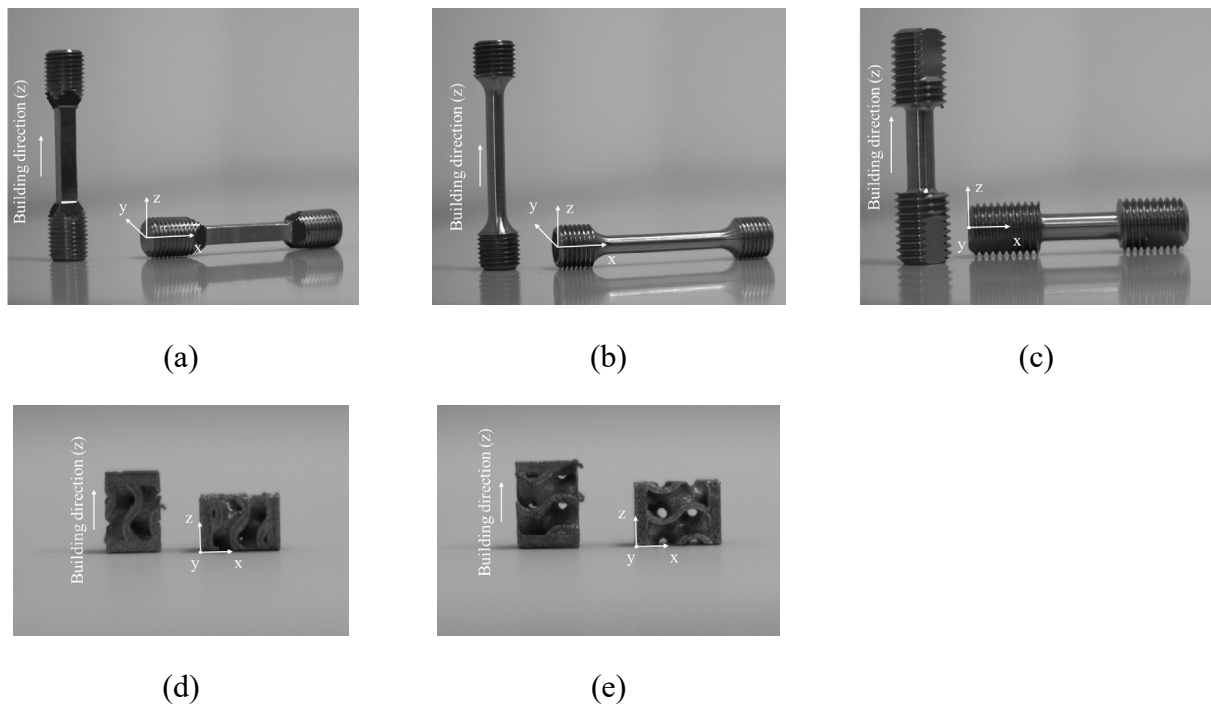 Building direction (z)
z
y
x
Building direction (z)
z
y
x
Building direction (z)
z
y
x
(a)
(b)
(c)
Building direction (z)
z
y
x
Building direction (z)
z
y
x
(d)
(e)